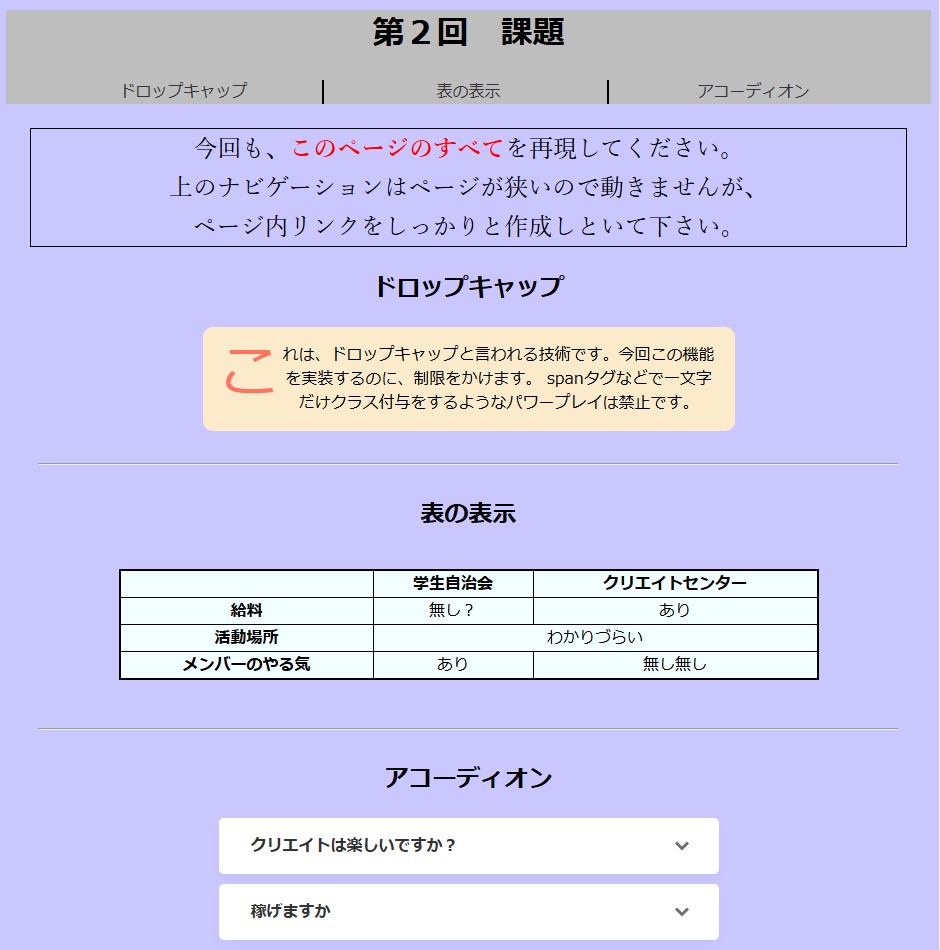 第２回　課題
ドロップキャップ
表の表示
アコーディオン
今回も、このページのすべてを再現してください。
上のナビゲーションはページが狭いので動きませんが、
ページ内リンクをしっかりと作成しといて下さい。
ドロップキャップ
これは、ドロップキャップと言われる技術です。今回この機能
を実装するのに、制限をかけます。 spanタグなどで一文字
だけクラス付与をするようなパワープレイは禁止です。
表の表示
学生自治会 クリエイトセンター
給料 無し？ あり
活動場所 わかりづらい
メンバーのやる気 あり 無し無し
アコーディオン
クリエイトは楽しいですか？
稼げますか